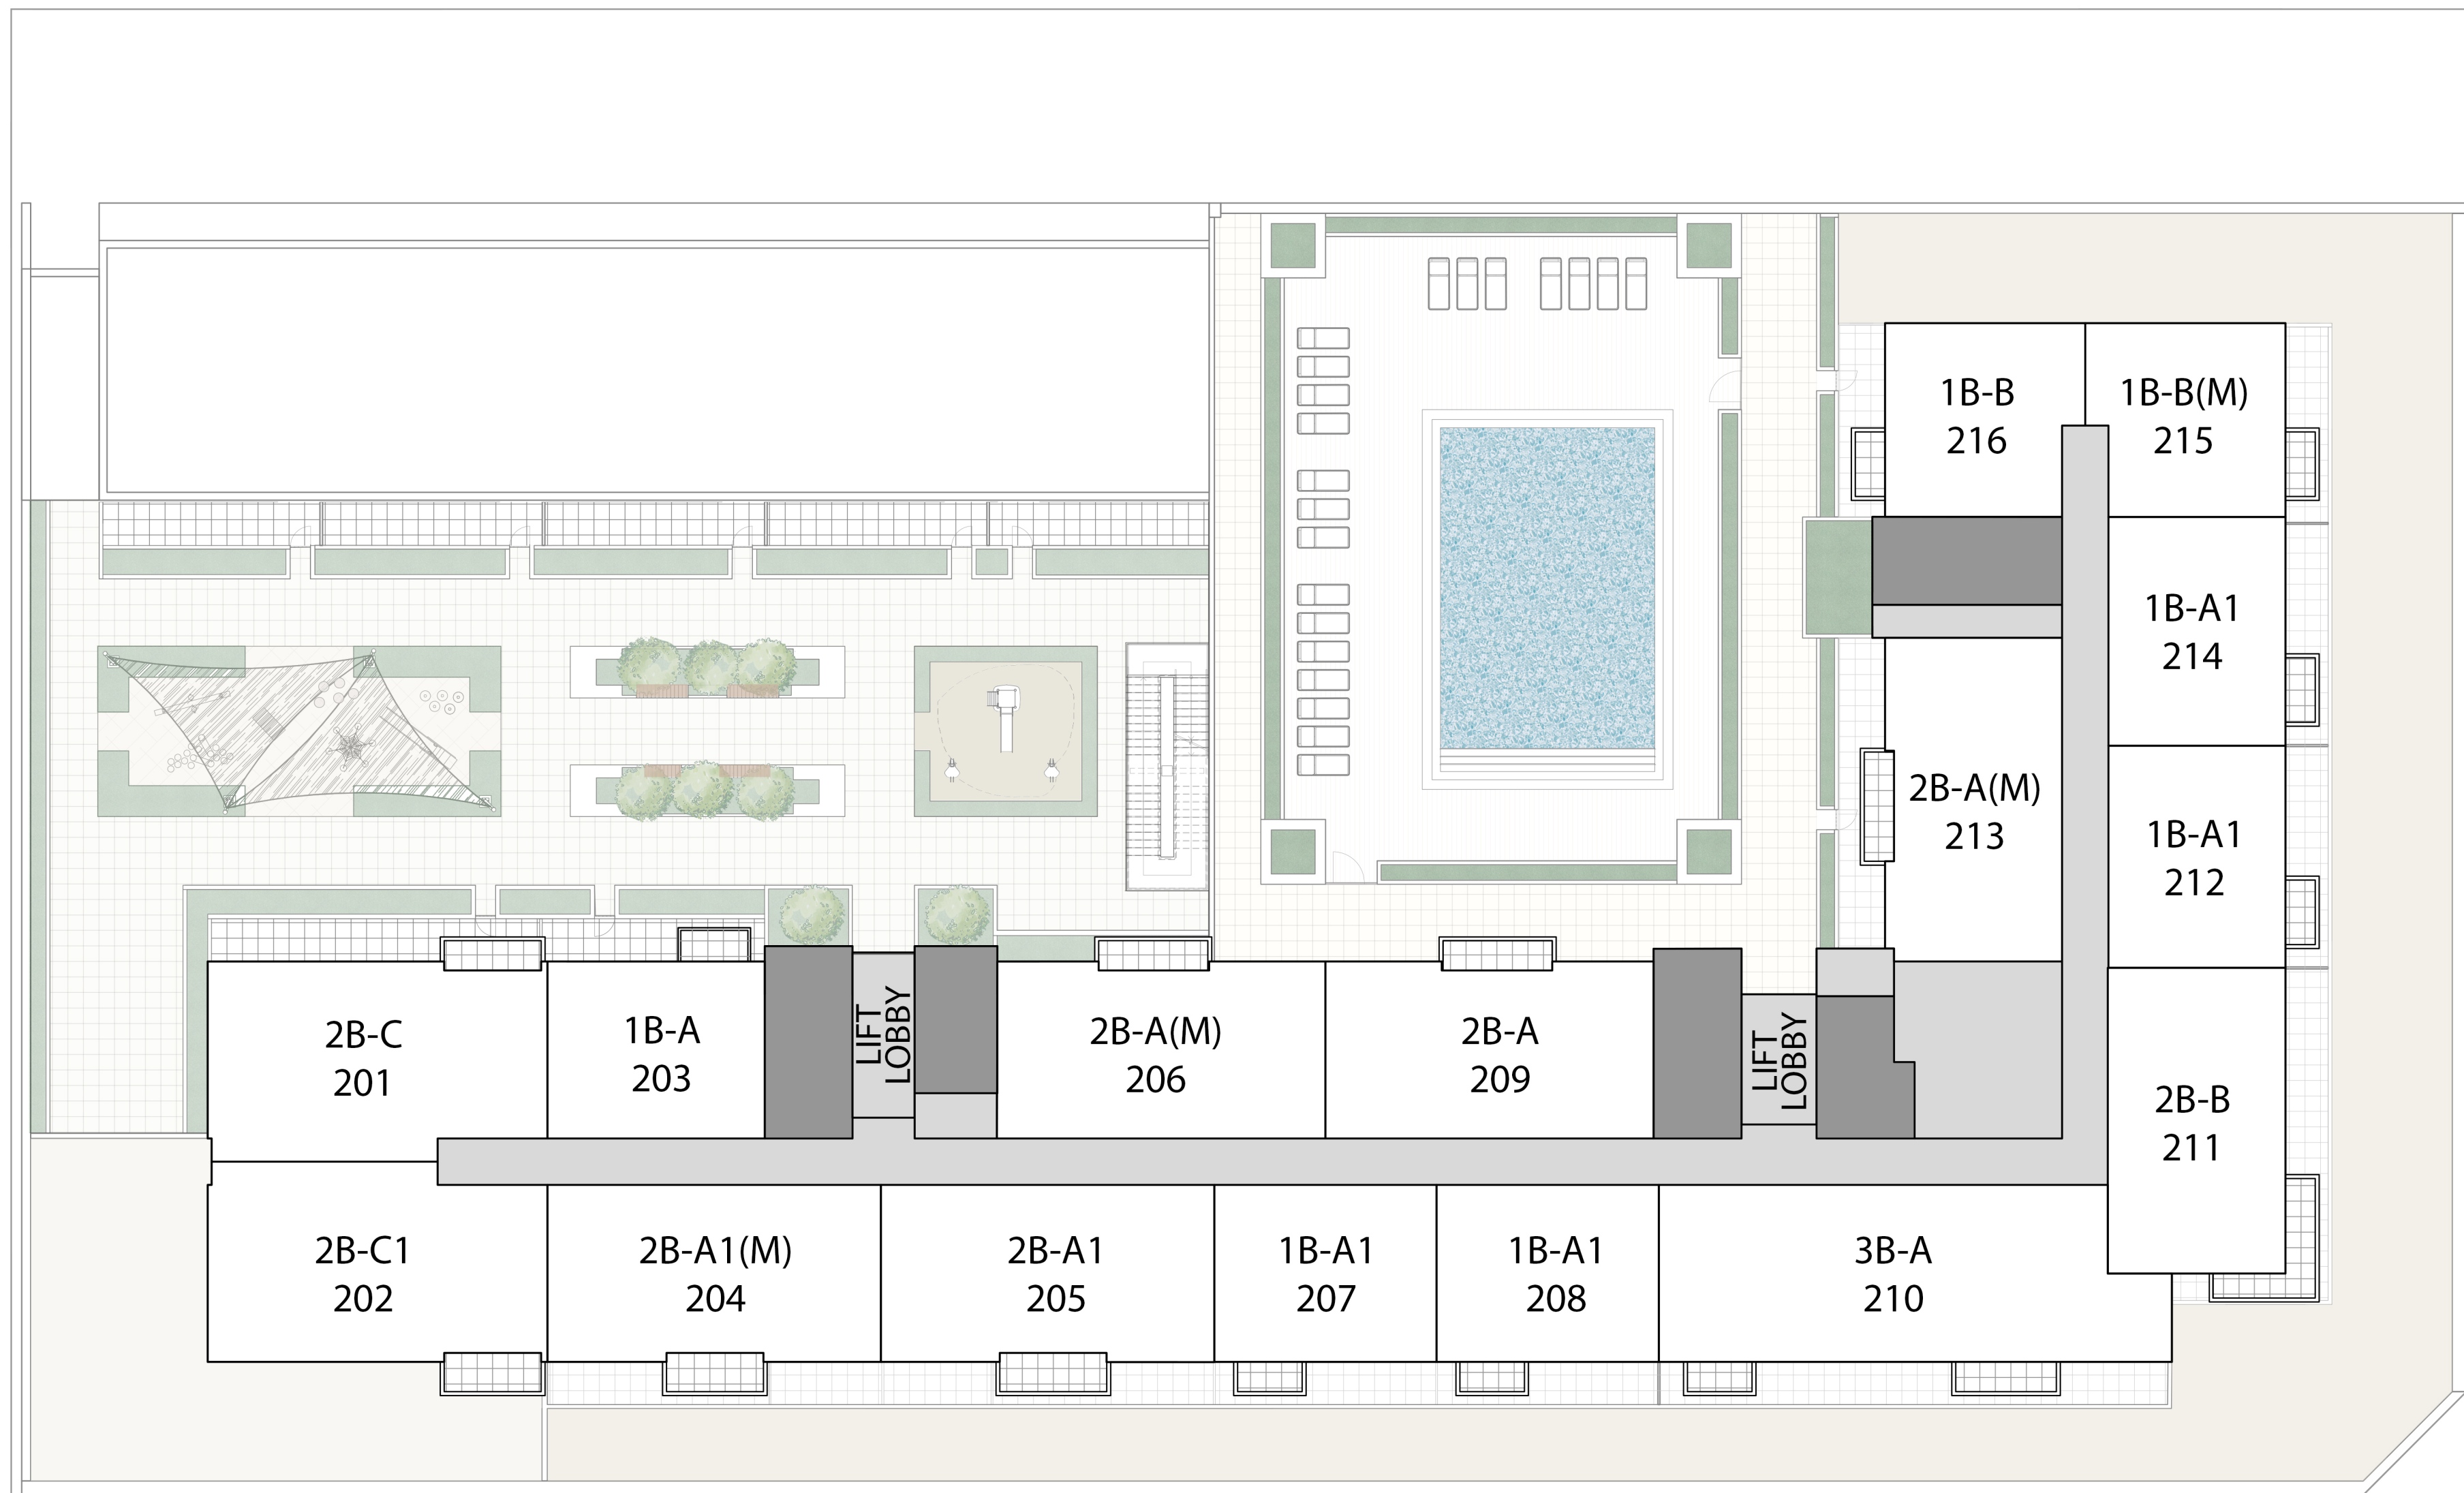 1B-B
216
1B-B(M)
215
1B-A1
214
2B-A(M)
213
1B-A1
212
2B-C
201
1B-A
203
LIFT
LOBBY
2B-A(M)
206
2B-A
209
LIFT
LOBBY
2B-B
211
2B-C1
202
2B-A1(M)
204
2B-A1
205
1B-A1
207
1B-A1
208
3B-A
210